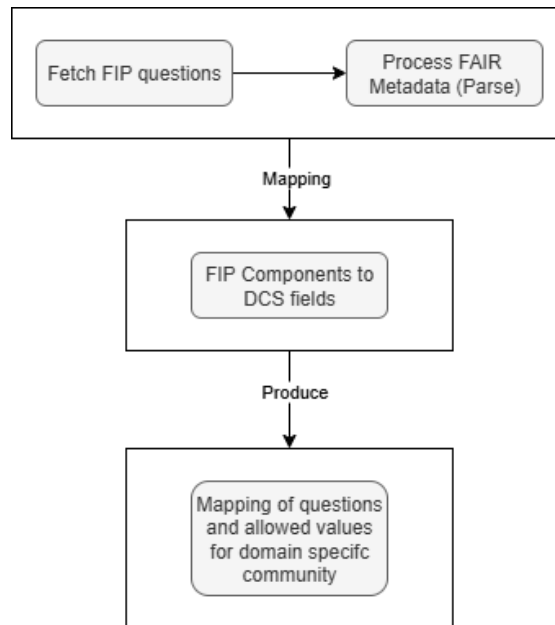 Fetch FIP questions
Process FAIR
Metadata (Parse)
Mapping
FIP Components to
DCS fields
Produce
Mapping of questions
and allowed values
for domain specifc
community